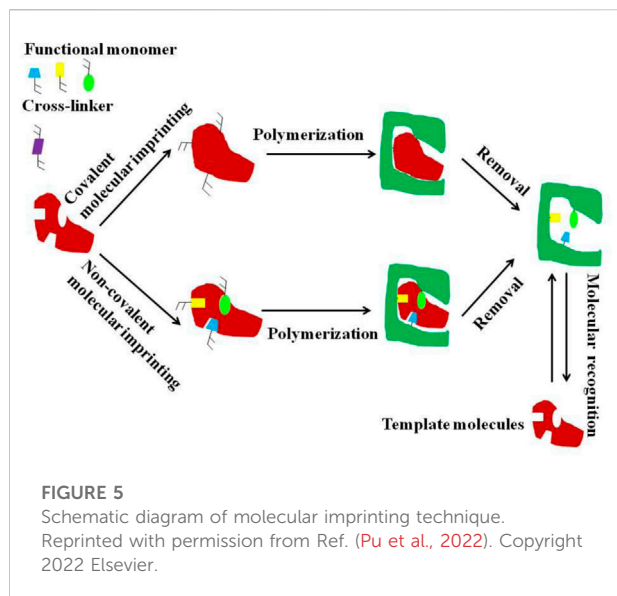 Functional monomer
Cross-linker
Covalent
molecular imprinting
Polymerization
Removal
Non-covalent
molecular imprinting
Polymerization
Removal
Molecular recognition
Template molecules
FIGURE 5
Schematic diagram of molecular imprinting technique.
Reprinted with permission from Ref. (Pu et al., 2022). Copyright
2022 Elsevier.